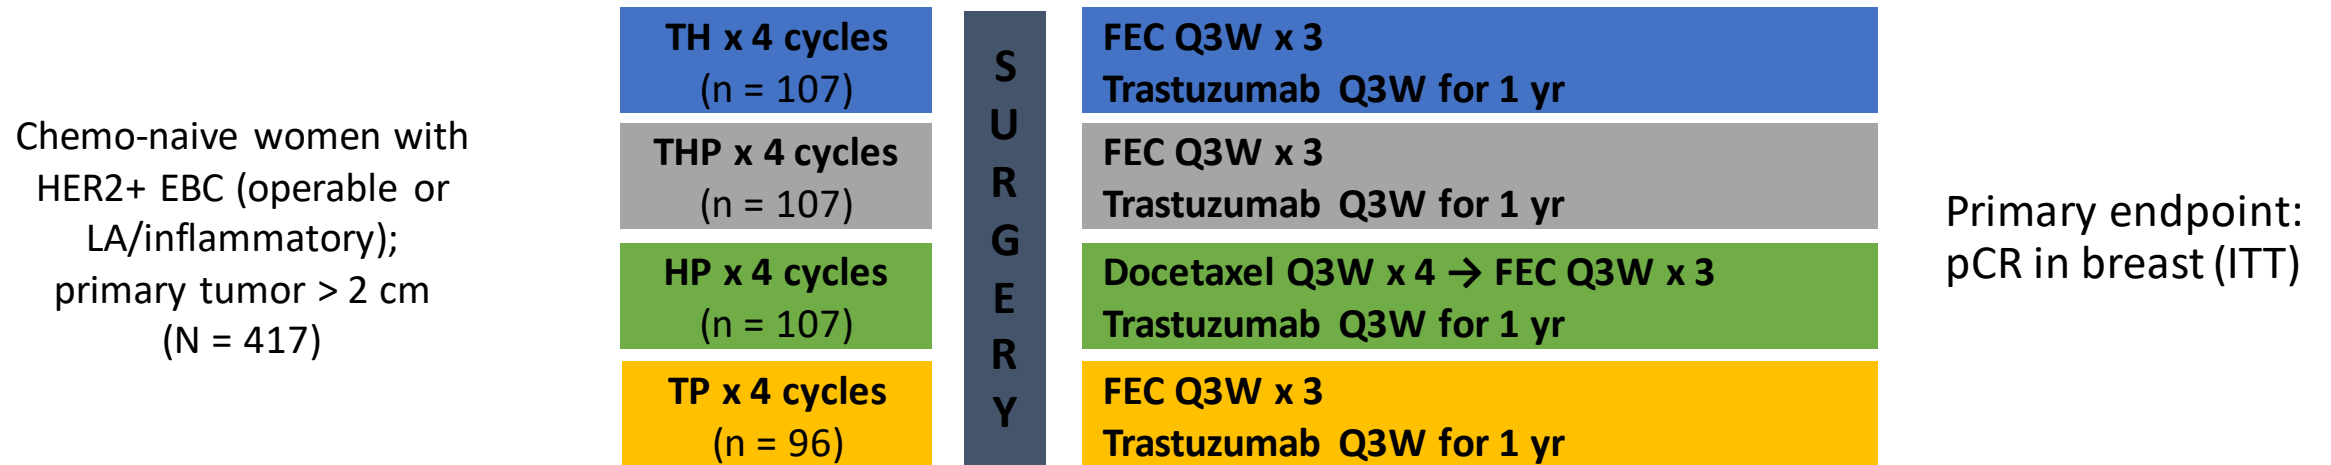 Chemo-naive women with
HER2+ EBC (operable or
LA/inflammatory);
primary tumor > 2 cm
(N = 417)
TH x 4 cycles
(n = 107)
THP x 4 cycles
(n = 107)
HP x 4 cycles
(n = 107)
TP x 4 cycles
(n = 96)
S
U
R
G
E
R
Y
FEC Q3W x 3
Trastuzumab Q3W for 1 yr
FEC Q3W x 3
Trastuzumab Q3W for 1 yr
Docetaxel Q3W x 4 → FEC Q3W x 3
Trastuzumab Q3W for 1 yr
FEC Q3W x 3
Trastuzumab Q3W for 1 yr
Primary endpoint:
pCR in breast (ITT)